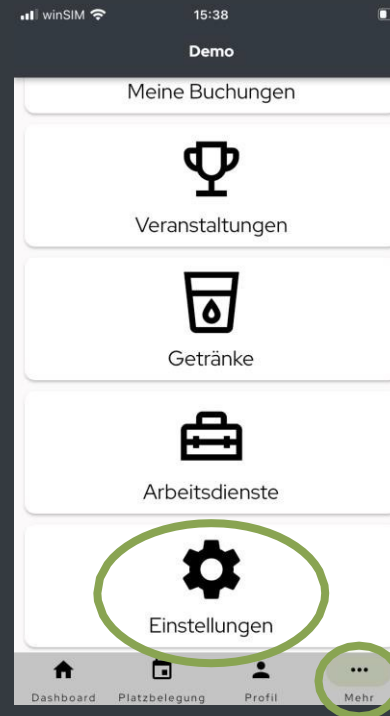 winSIM 15:38
Demo
Meine Buchungen
Veranstaltungen
Getränke
Arbeitsdienste
Einstellungen
Dashboard Platzbelegung Profil Mehr